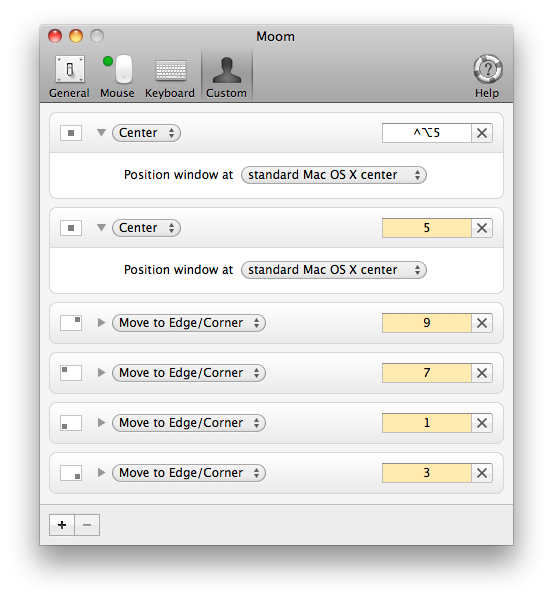 Moom
General Mouse Keyboard Custom Help
Center ^⌥5
Position window at standard Mac OS X center
Center 5
Position window at standard Mac OS X center
Move to Edge/Corner 9
Move to Edge/Corner 7
Move to Edge/Corner 1
Move to Edge/Corner 3